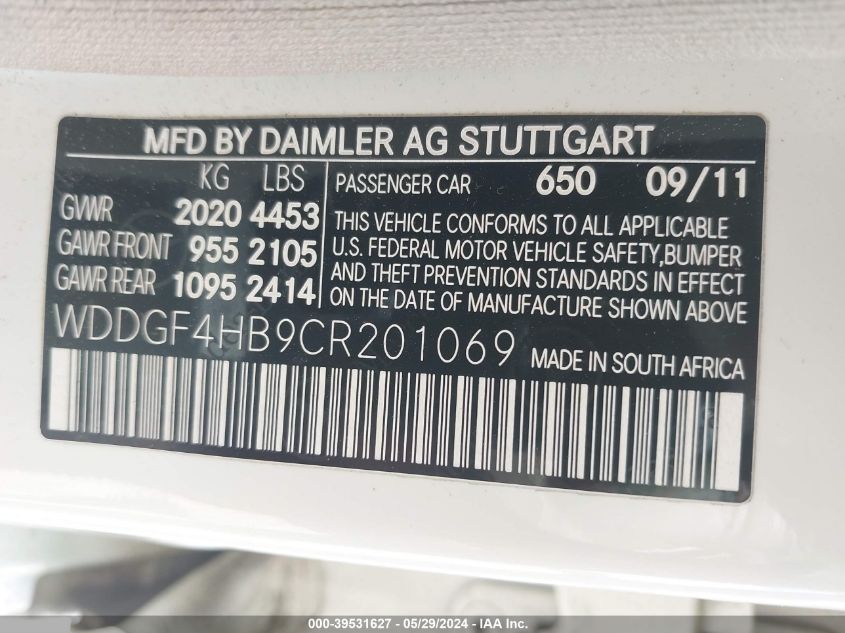 MFD BY DAIMLER AG STUTTGART
KG LBS
GVWR 2020 4453
GAWR FRONT 955 2105
GAWR REAR 1095 2414
PASSENGER CAR 650 09/11
THIS VEHICLE CONFORMS TO ALL APPLICABLE
U.S. FEDERAL MOTOR VEHICLE SAFETY,BUMPER
AND THEFT PREVENTION STANDARDS IN EFFECT
ON THE DATE OF MANUFACTURE SHOWN ABOVE.
WDDGF4HB9CR201069 MADE IN SOUTH AFRICA
000-39531627 - 05/29/2024 - IAA Inc.